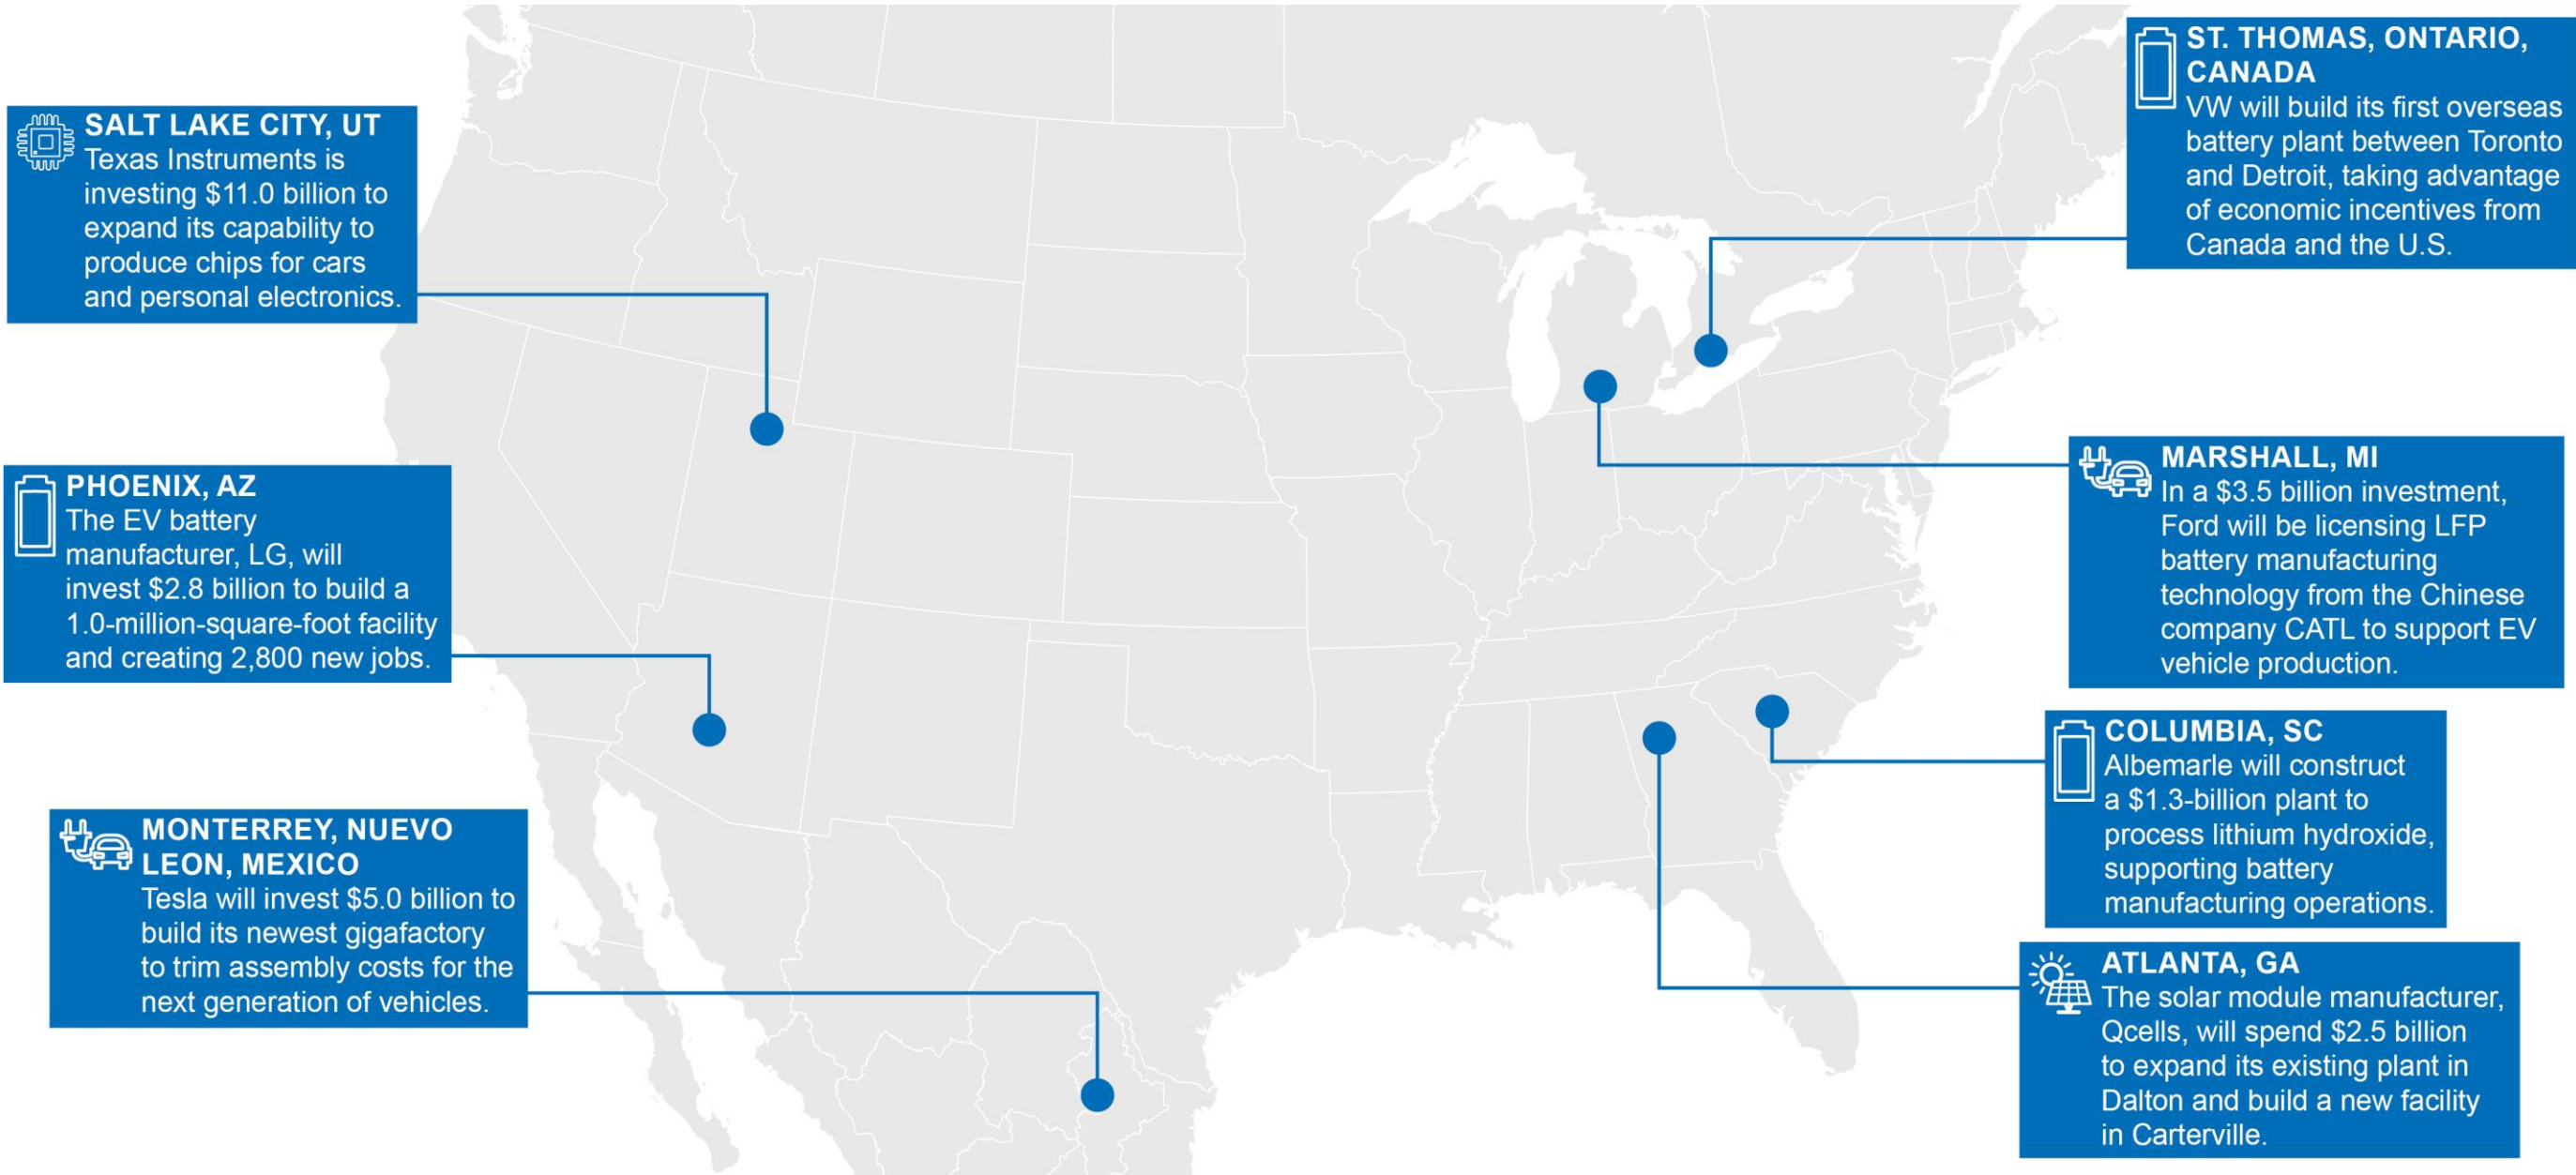 SALT LAKE CITY, UT
Texas Instruments is
investing $11.0 billion to
expand its capability to
produce chips for cars
and personal electronics.
PHOENIX, AZ
The EV battery
manufacturer, LG, will
invest $2.8 billion to build a
1.0-million-square-foot facility
and creating 2,800 new jobs.
MONTERREY, NUEVO
LEON, MEXICO
Tesla will invest $5.0 billion to
build its newest gigafactory
to trim assembly costs for the
next generation of vehicles.
ST. THOMAS, ONTARIO,
CANADA
VW will build its first overseas
battery plant between Toronto
and Detroit, taking advantage
of economic incentives from
Canada and the U.S.
MARSHALL, MI
In a $3.5 billion investment,
Ford will be licensing LFP
battery manufacturing
technology from the Chinese
company CATL to support EV
vehicle production.
COLUMBIA, SC
Albemarle will construct
a $1.3-billion plant to
process lithium hydroxide,
supporting battery
manufacturing operations.
ATLANTA, GA
The solar module manufacturer,
Qcells, will spend $2.5 billion
to expand its existing plant in
Dalton and build a new facility
in Carterville.